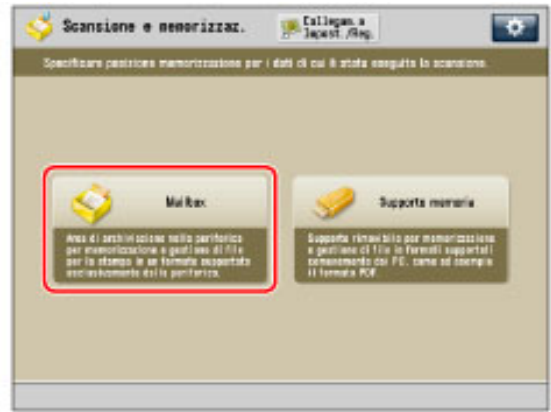 Scansione e memorizzaz.
Collegam.a
Impost./Reg.
Specificare posizione memorizzazione per i dati di cui è stata eseguita la scansione.
Mailbox
Area di archiviazione nella periferica
per memorizzazione e gestione di file
per la stampa in un formato supportato
esclusivamente dalla periferica.
Supporto memoria
Supporto rimovibile per memorizzazione
e gestione di file in formati supportati
comunemente dai PC, come ad esempio
il formato PDF.